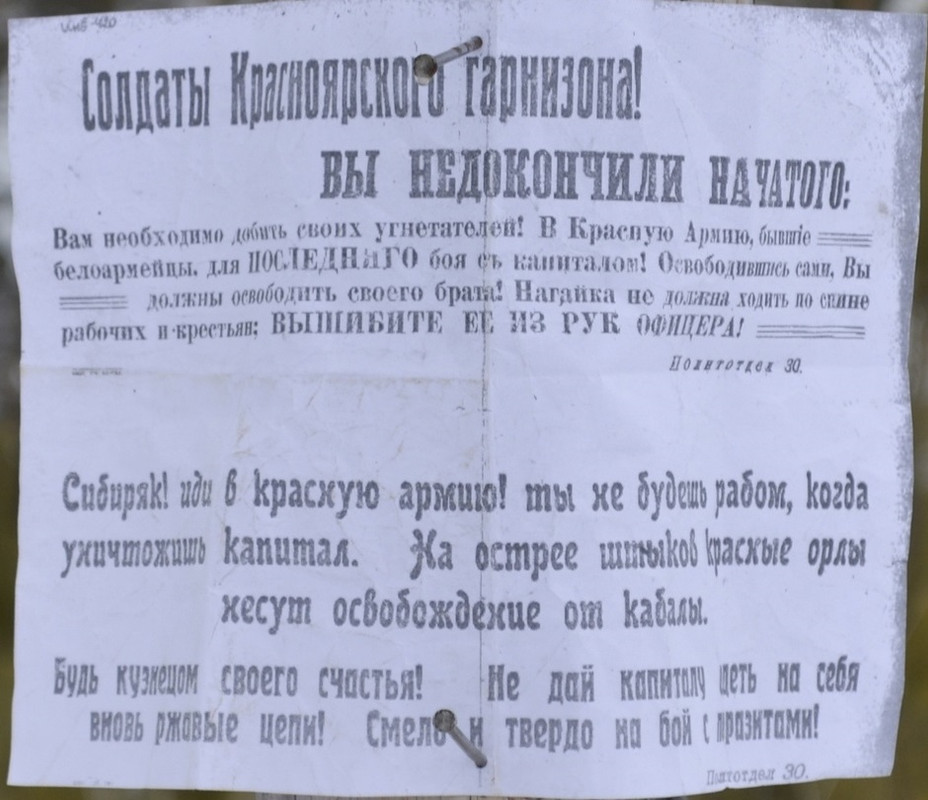 Солдаты Красноярского гарнизона!
ВЫ НЕДОКОНЧИЛИ НАЧАТОГО:
Вам необходимо добить своих угнетателей! В Красную Армию, бывшіе
белоармейцы, для ПОСЛЕДНЯГО боя съ капиталом! Освободившись сами, Вы
должны освободить своего брата! Нагайка не должна ходить по спине
рабочих и крестьян; ВЫШИБИТЕ ЕЕ ИЗ РУК ОФИЦЕРА!
Политотдел 30.
Сибиряк! иди в красную армию! ты не будешь рабом, когда
уничтожишь капитал. На острее штыков красные орлы
несут освобождение от кабалы.
Будь кузнецом своего счастья! Не дай капиталу деть на себя
вновь ржавые цепи! Смело и твердо на бой с
Политотдел 30.